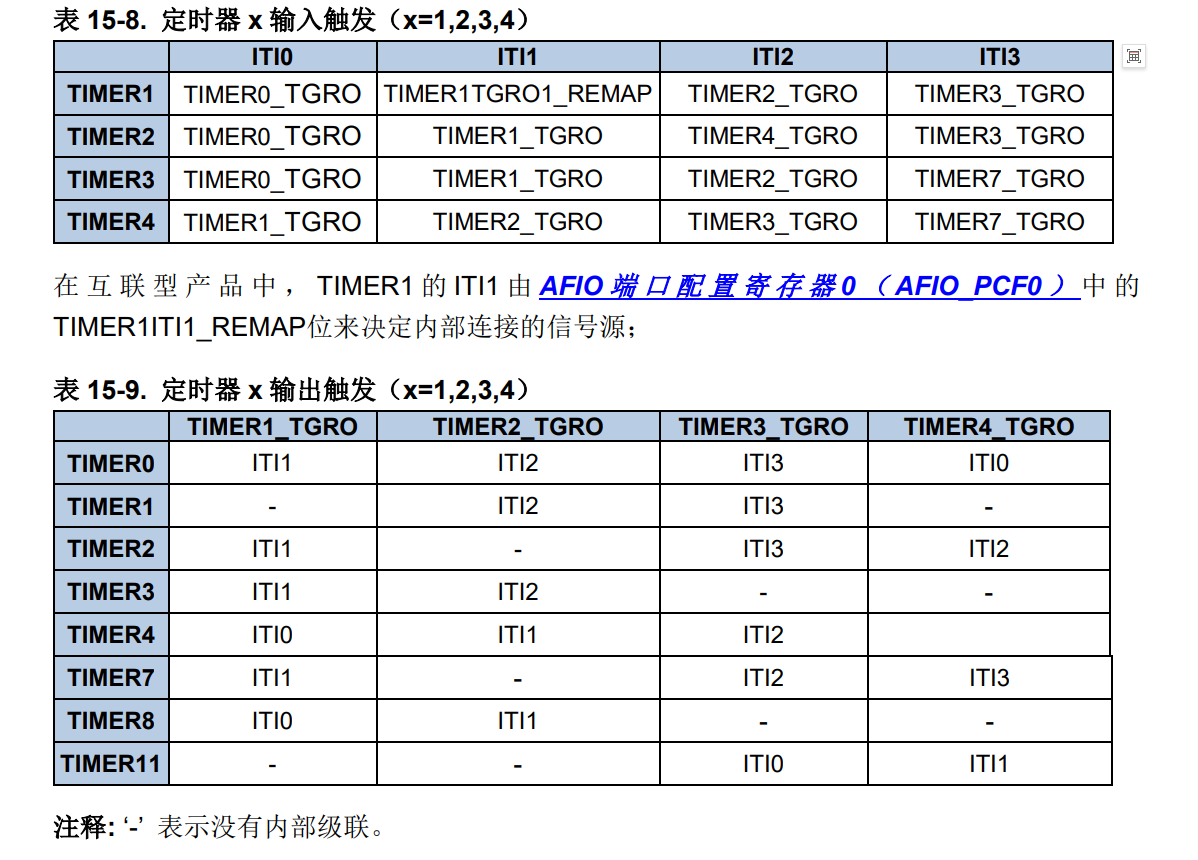 表 15-8. 定时器 x 输入触发（x=1,2,3,4）
ITI0 ITI1 ITI2 ITI3
TIMER1 TIMER0_TGRO TIMER1TGRO1_REMAP TIMER2_TGRO TIMER3_TGRO
TIMER2 TIMER0_TGRO TIMER1_TGRO TIMER4_TGRO TIMER3_TGRO
TIMER3 TIMER0_TGRO TIMER1_TGRO TIMER2_TGRO TIMER7_TGRO
TIMER4 TIMER1_TGRO TIMER2_TGRO TIMER3_TGRO TIMER7_TGRO
在互联型产品中，TIMER1 的 ITI1 由 AFIO 端口配置寄存器0（AFIO_PCF0）中的
TIMER1ITI1_REMAP位来决定内部连接的信号源；
表 15-9. 定时器 x 输出触发（x=1,2,3,4）
TIMER1_TGRO TIMER2_TGRO TIMER3_TGRO TIMER4_TGRO
TIMER0 ITI1 ITI2 ITI3 ITI0
TIMER1 - ITI2 ITI3 -
TIMER2 ITI1 - ITI3 ITI2
TIMER3 ITI1 ITI2 - -
TIMER4 ITI0 ITI1 ITI2
TIMER7 ITI1 - ITI2 ITI3
TIMER8 ITI0 ITI1 - -
TIMER11 - - ITI0 ITI1
注释: ‘-’ 表示没有内部级联。